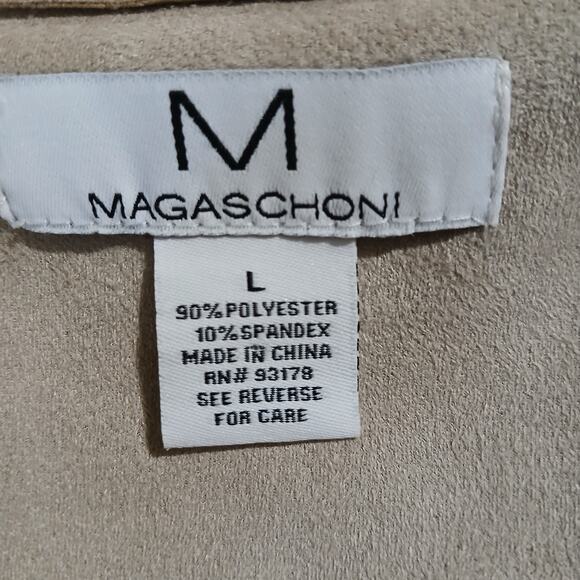 M
MAGASCHONI
L
90%POLYESTER
10%SPANDEX
MADE IN CHINA
RN# 93178
SEE REVERSE
FOR CARE